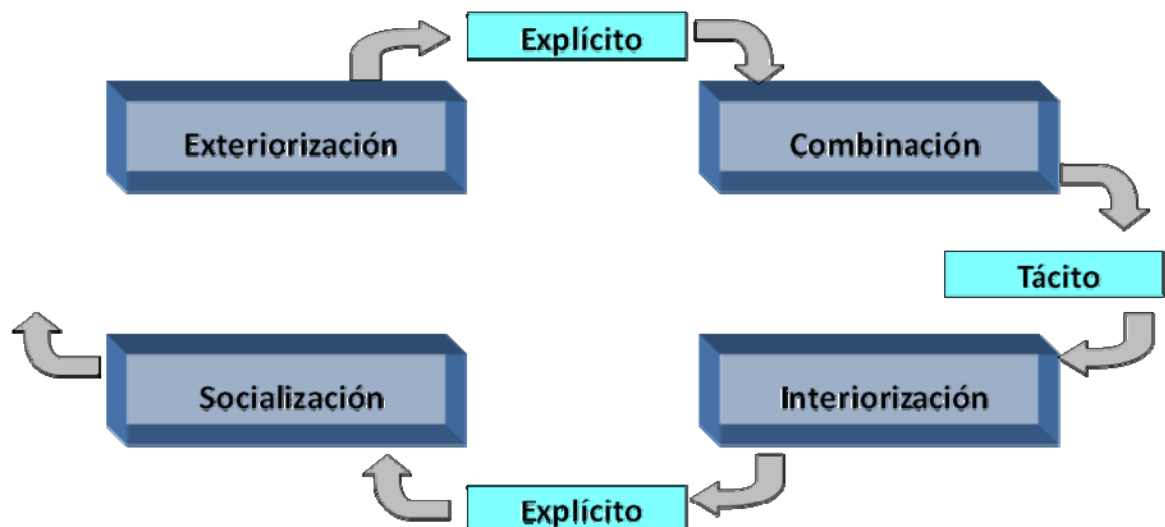 Explícito
Exteriorización
Combinación
Tácito
Socialización
Interiorización
Explícito